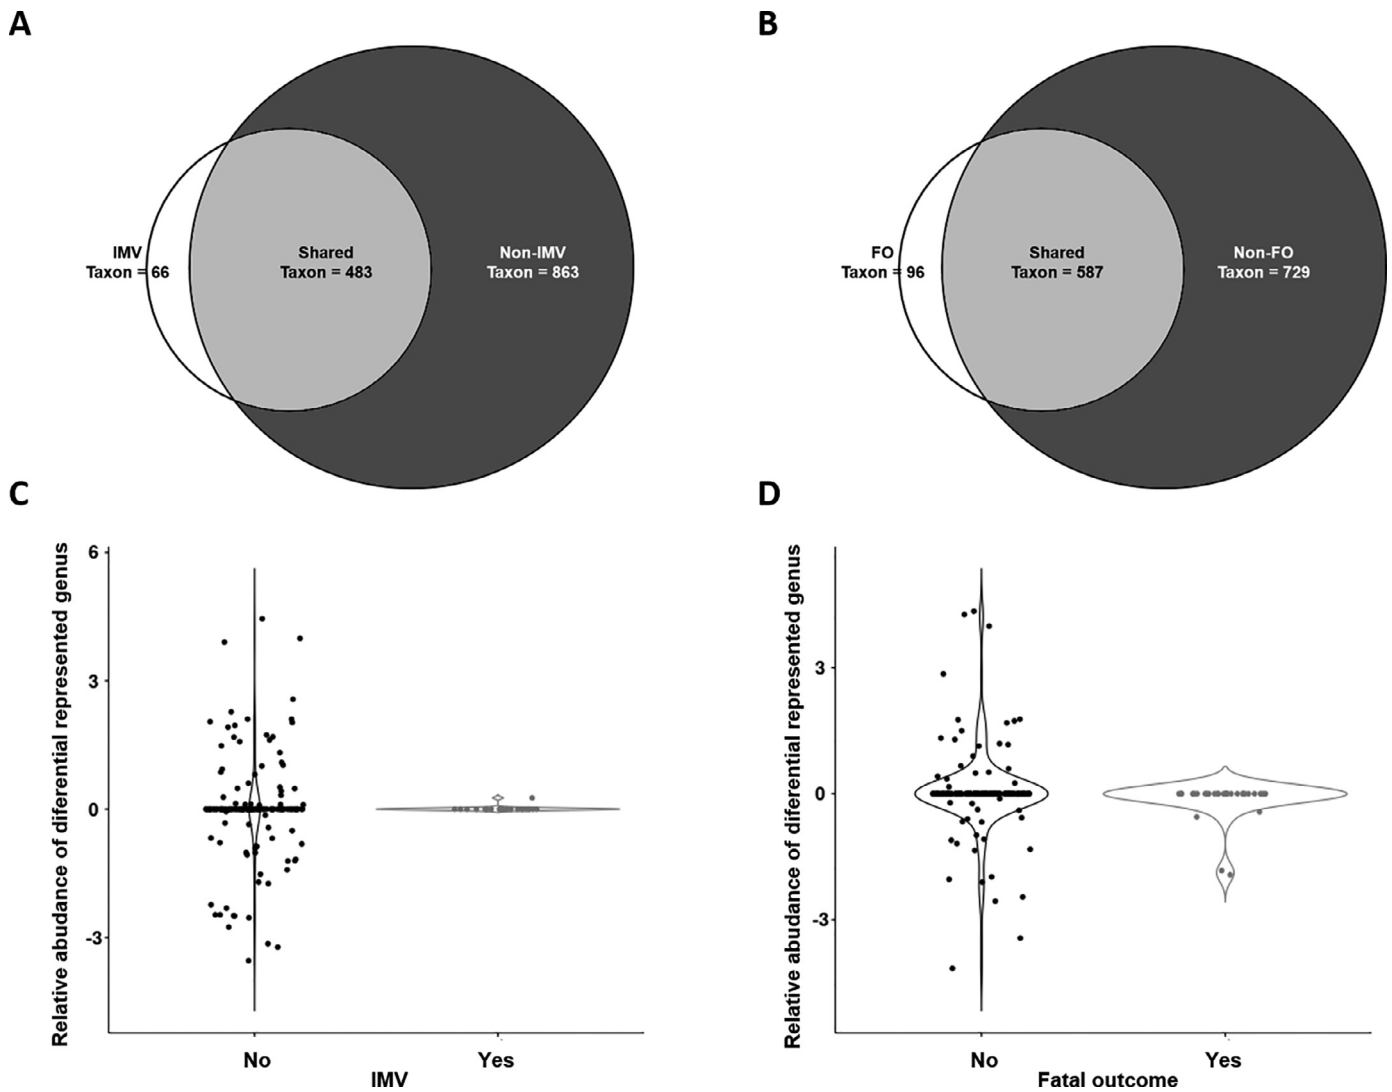 A
B
IMV
Taxon = 66
Shared
Taxon = 483
Non-IMV
Taxon = 863
FO
Taxon = 96
Shared
Taxon = 587
Non-FO
Taxon = 729
C
D
Relative abudance of diferential represented genus
6
3
0
-3
No
Yes
IMV
Relative abudance of diferential represented genus
3
0
-3
No
Yes
Fatal outcome